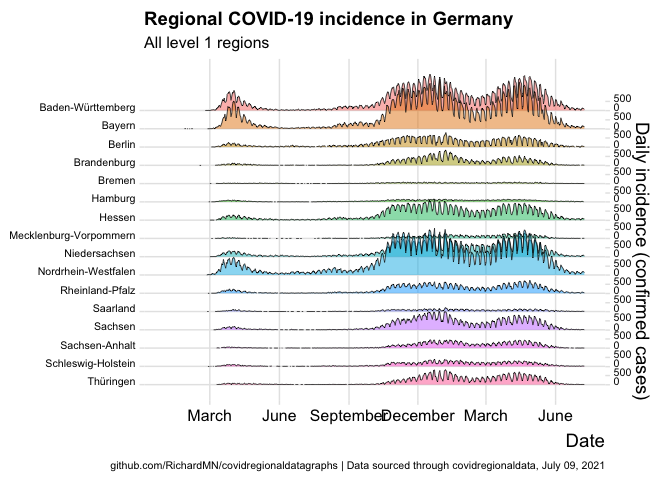 Regional COVID-19 incidence in Germany
All level 1 regions
Baden-Württemberg
Bayern
Berlin
Brandenburg
Bremen
Hamburg
Hessen
Mecklenburg-Vorpommern
Niedersachsen
Nordrhein-Westfalen
Rheinland-Pfalz
Saarland
Sachsen
Sachsen-Anhalt
Schleswig-Holstein
Thüringen
500
0
500
0
500
0
500
0
500
0
500
0
500
0
500
0
500
0
500
0
500
0
500
0
500
0
500
0
500
0
500
0
Daily incidence (confirmed cases)
March June September December March June
Date
github.com/RichardMN/covidregionaldatagraphs | Data sourced through covidregionaldata, July 09, 2021